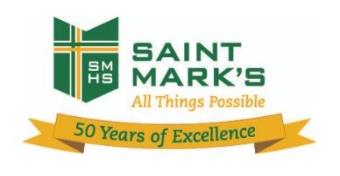 SM
HS
SAINT
MARK'S
All Things Possible
50 Years of Excellence